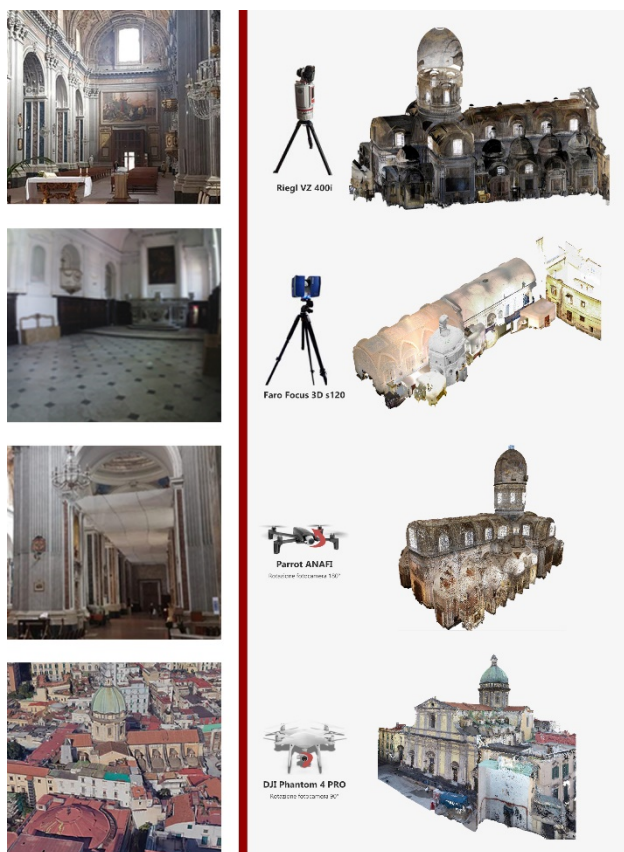 Riegl VZ 400i
Faro Focus 3D s120
Parrot ANAFI
Rotazione fotocamera 180°
DJI Phantom 4 PRO
Rotazione fotocamera 90°